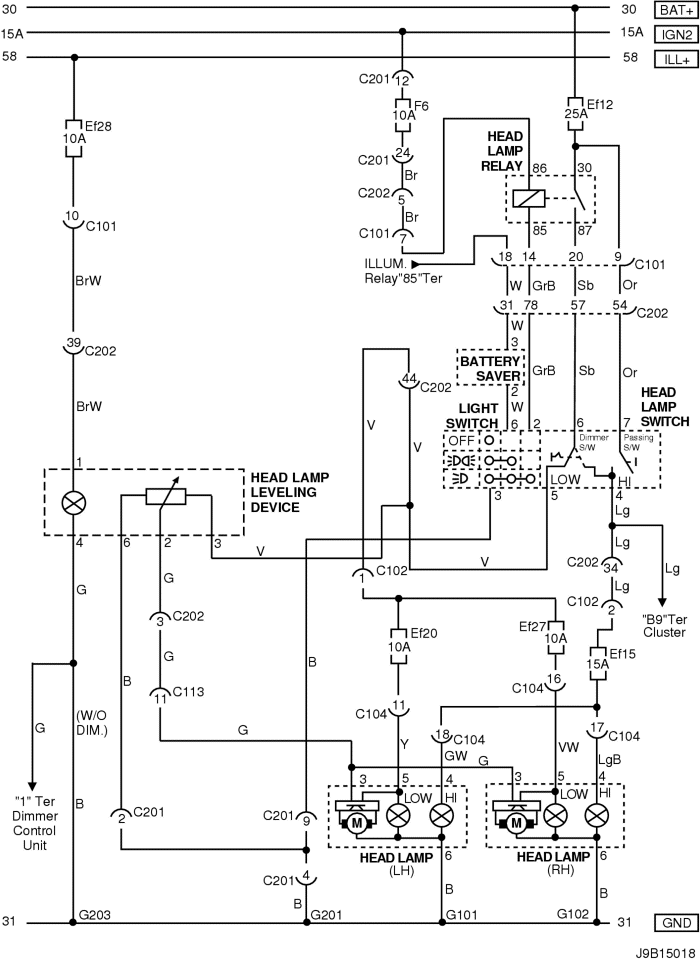 30 30 BAT+
15A 15A IGN2
58 58 ILL+
C201 12
Ef28
10A
F6
10A
Ef12
25A
C201 24
Br
C202 5
Br
C101 7
HEAD
LAMP
RELAY
86 30
85 87
10
C101
ILLUM.
Relay"85"Ter
18 14 20 9 C101
BrW
W GrB Sb Or
31 78 57 54 C202
39
C202
W
3
BATTERY
SAVER
2
44
C202
W GrB Sb Or
BrW
V V
LIGHT
SWITCH
HEAD
LAMP
SWITCH
6 2 6 7
OFF
Dimmer
S/W
Passing
S/W
LOW HI
3 5 4
1
HEAD LAMP
LEVELING
DEVICE
4 6 2 3
V V
Lg
Lg Lg
C202 34
Lg
C102 2
"B9"Ter
Cluster
G G
3 C202
1 C102
G
11 C113
B B
Ef20
10A
Ef27
10A
Ef15
15A
C104 16
C104 11
18 C104
17 C104
G
(W/O
DIM.)
G
Y GW G VW LgB
"1" Ter
Dimmer
Control
Unit
B
2 C201
C201 9
C201 4
B
3 5 4
LOW HI
M
3 5 4
LOW HI
M
HEAD LAMP
(LH)
6
HEAD LAMP
(RH)
6
B B
31 G203 G201 G101 G102 31 GND
J9B15018